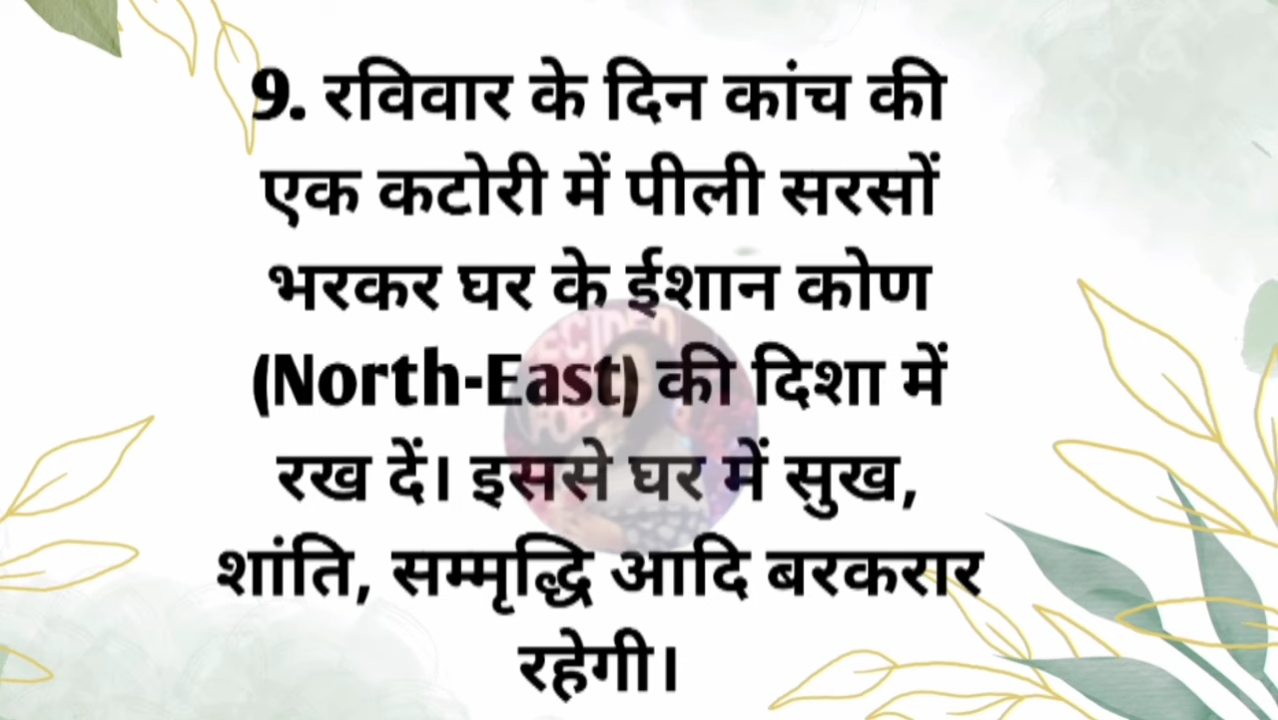 9. रविवार के दिन कांच की
एक कटोरी में पीली सरसों
भरकर घर के ईशान कोण
(North-East) की दिशा में
रख दें। इससे घर में सुख,
शांति, सम्मृद्धि आदि बरकरार
रहेगी।